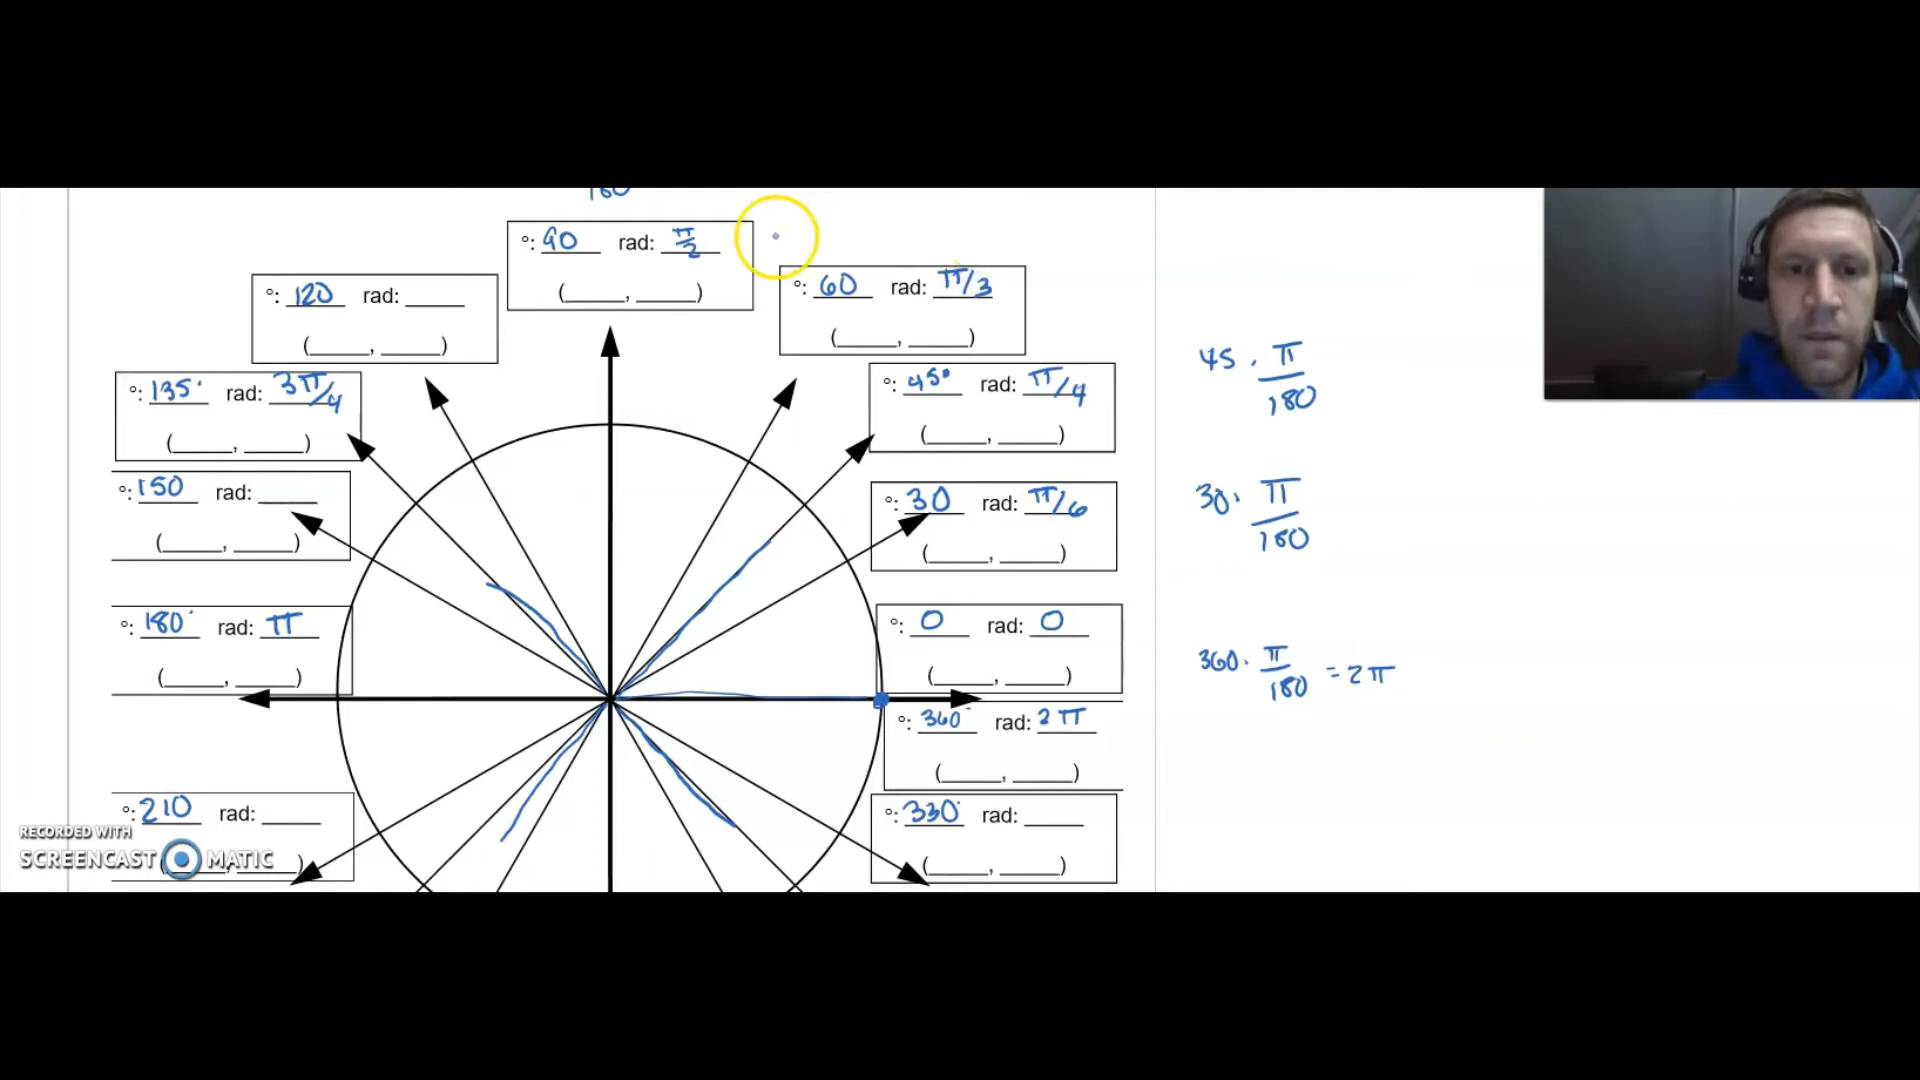 180
°: 90 rad: π/2
(_____, _____)
°: 60 rad: π/3
(_____, _____)
°: 120 rad: _____
(_____, _____)
°: 45° rad: π/4
(_____, _____)
°: 135° rad: 3π/4
(_____, _____)
°: 30 rad: π/6
(_____, _____)
°: 150 rad: _____
(_____, _____)
°: 0 rad: 0
(_____, _____)
°: 180° rad: π
(_____, _____)
°: 360° rad: 2π
(_____, _____)
°: 210 rad: _____
(_____, _____)
°: 330° rad: _____
(_____, _____)
45 · π/180
30 · π/180
360 · π/180 = 2π
RECORDED WITH
SCREENCAST MATIC